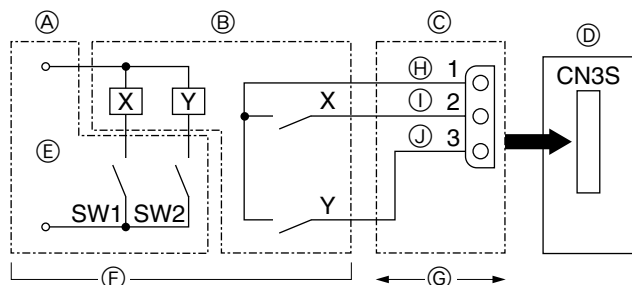 Ⓐ Ⓑ Ⓒ Ⓓ
CN3S
Ⓗ 1
X Y X Ⓘ 2
Ⓙ 3
Ⓔ
SW1 SW2 Y
Ⓕ Ⓖ